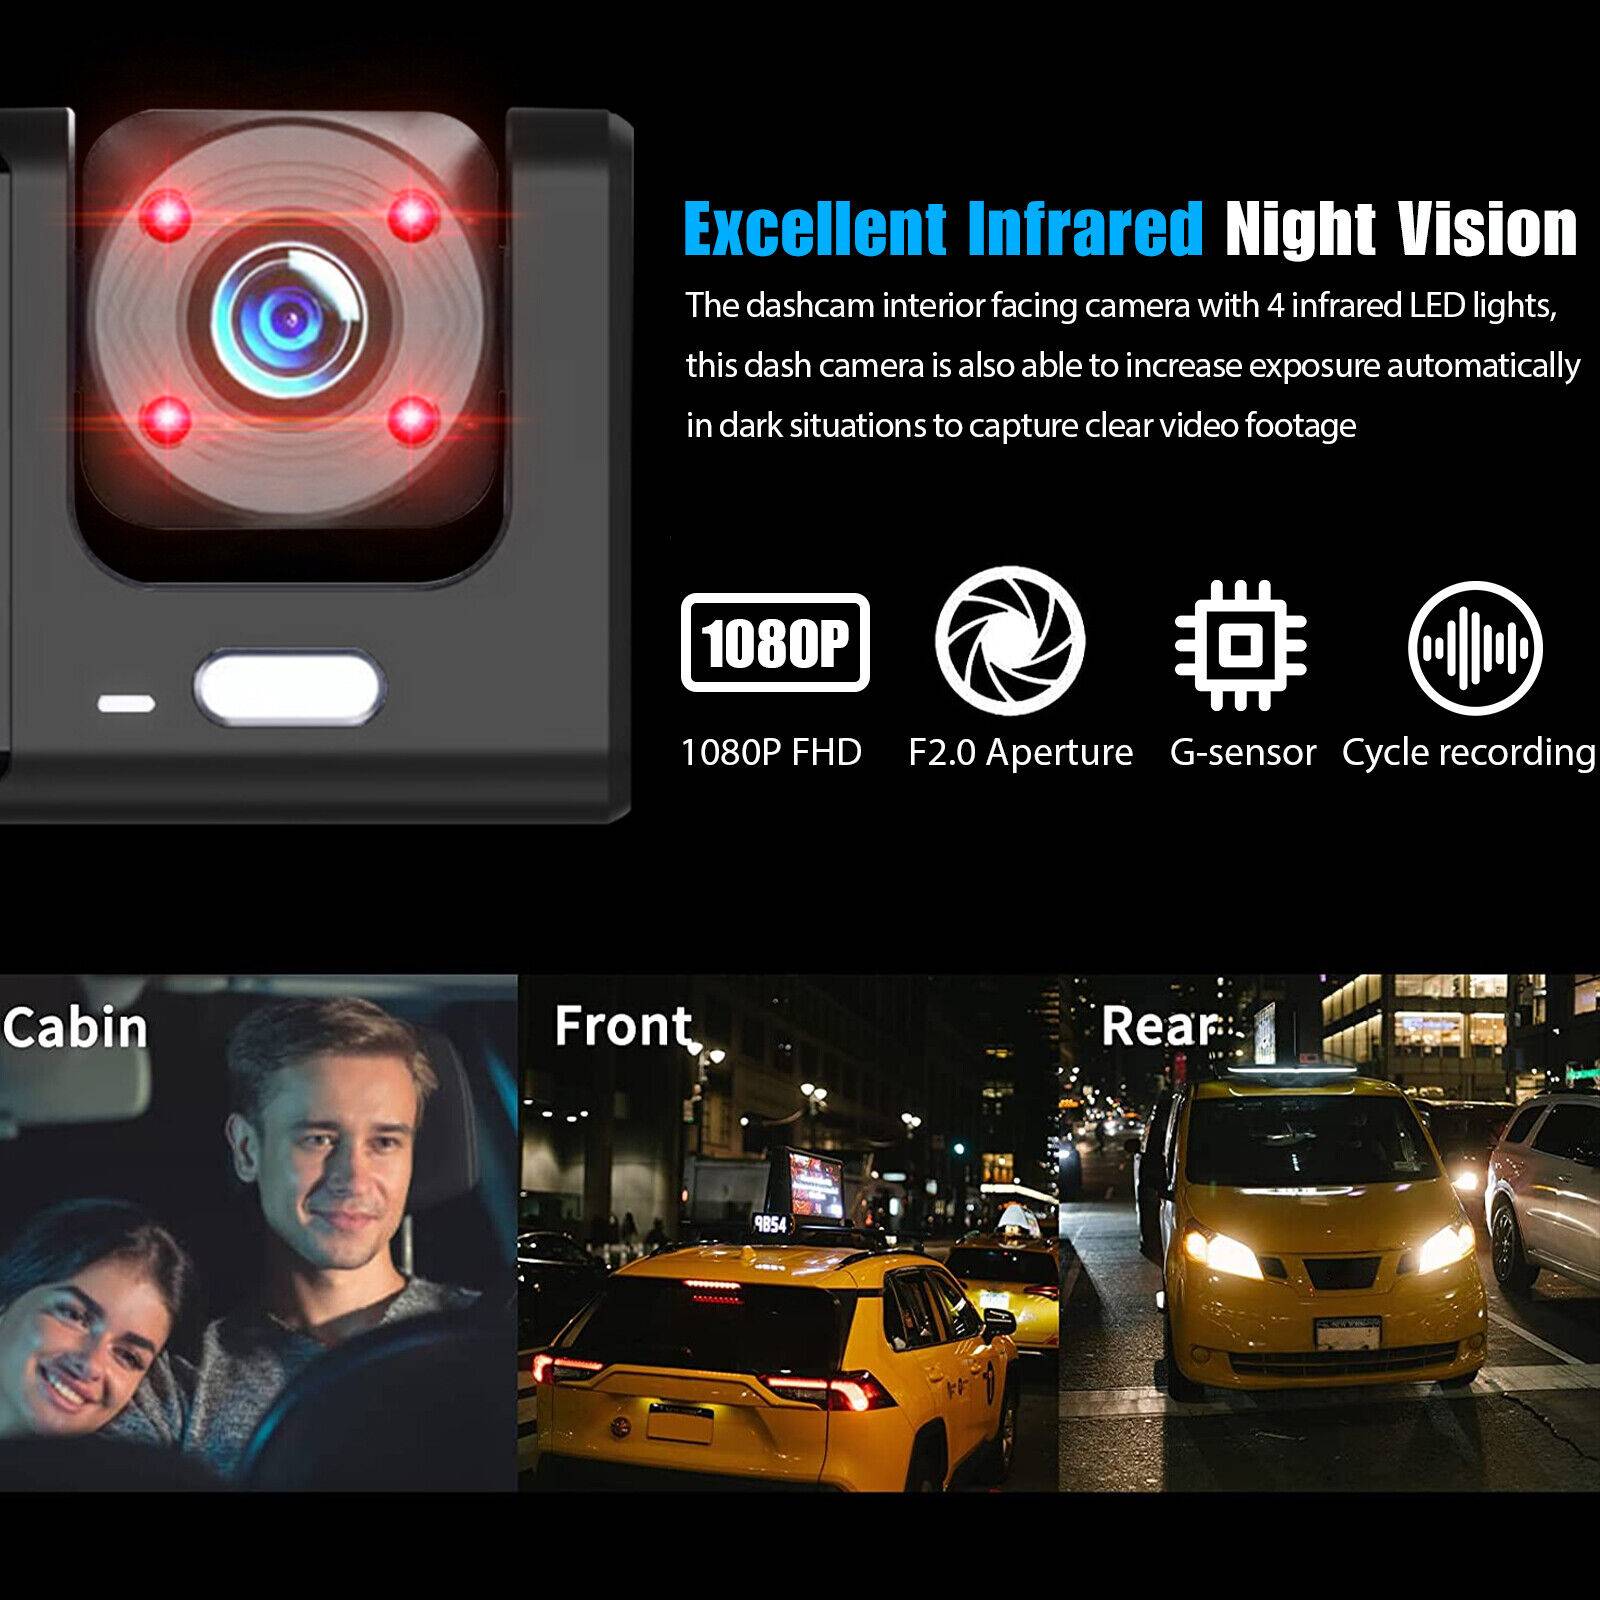 Excellent Infrared Night Vision
The dashcam interior facing camera with 4 infrared LED lights,
this dash camera is also able to increase exposure automatically
in dark situations to capture clear video footage
1080P
1080P FHD
F2.0 Aperture
G-sensor
Cycle recording
Cabin
Front
Rear
9B54